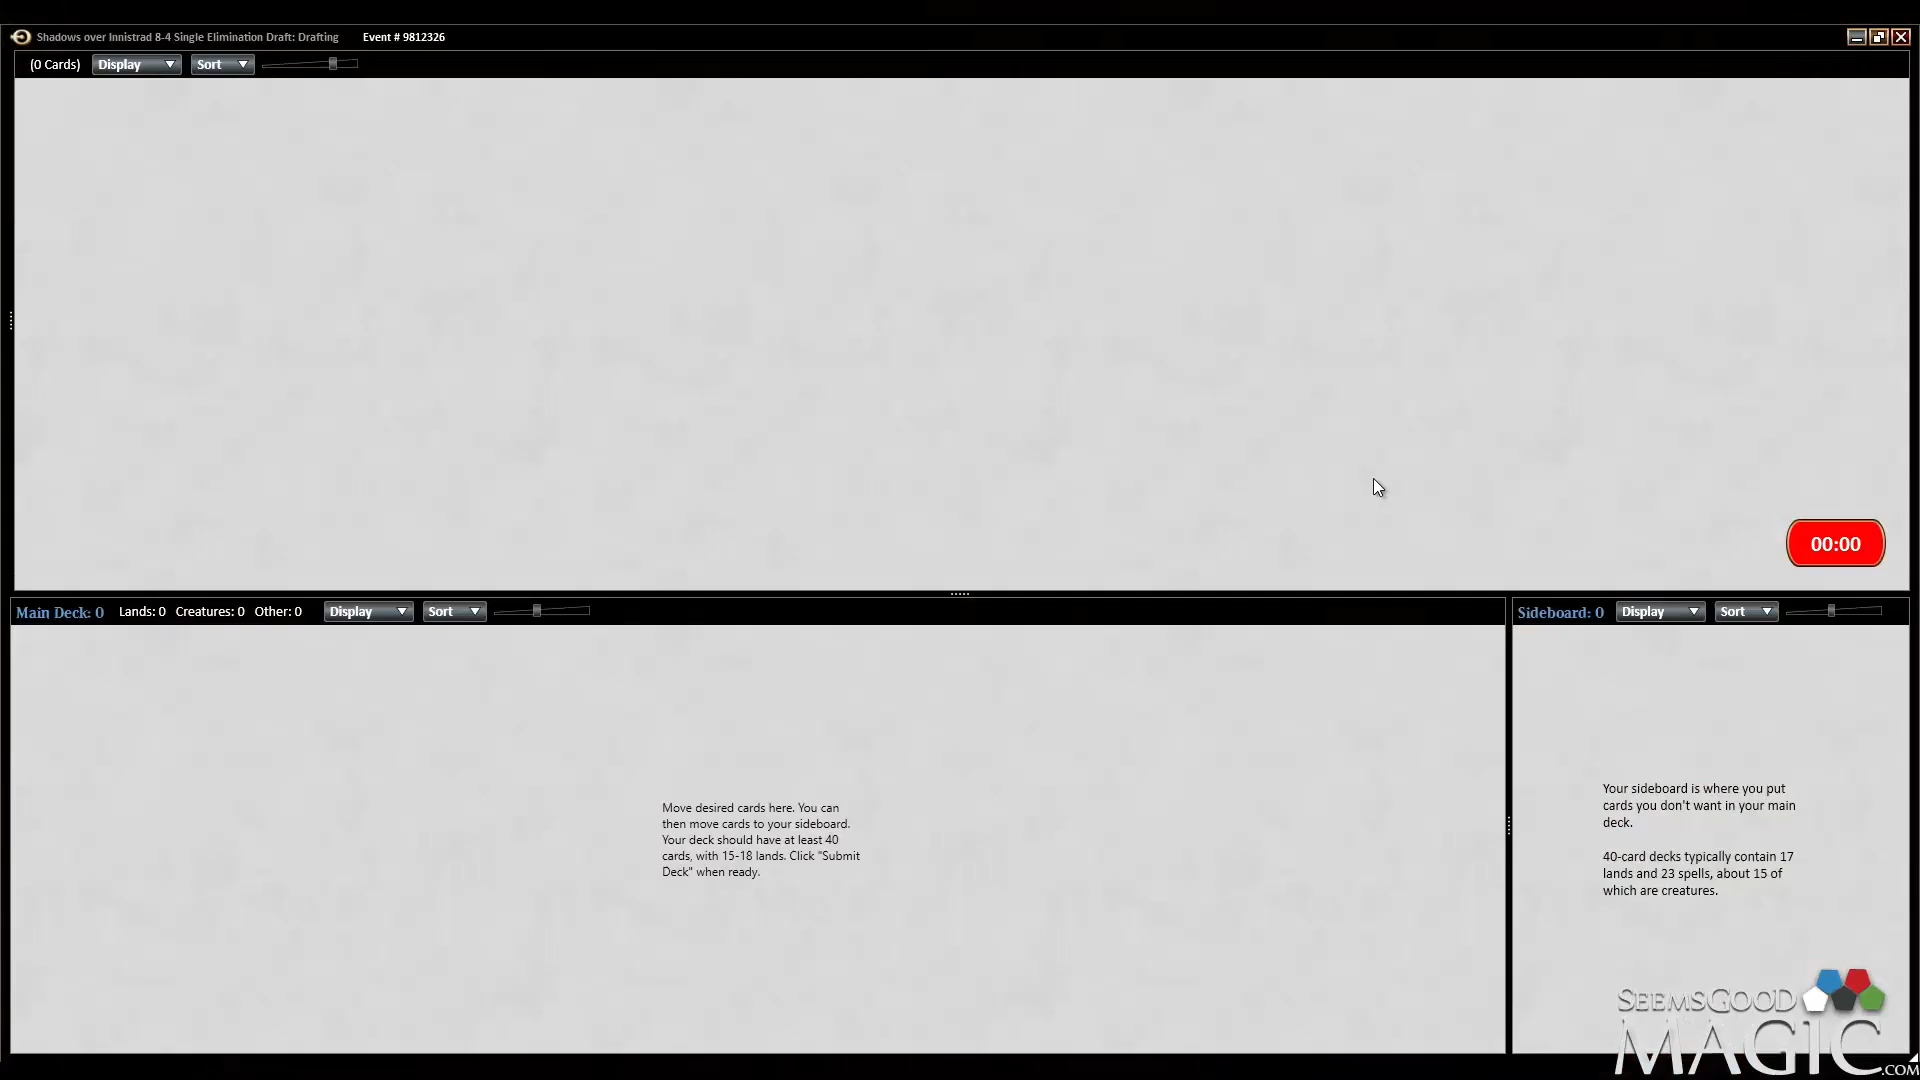 Shadows over Innistrad 8-4 Single Elimination Draft: Drafting Event # 9812326
(0 Cards) Display Sort
00:00
Main Deck: 0 Lands: 0 Creatures: 0 Other: 0 Display Sort
Sideboard: 0 Display Sort
Move desired cards here. You can
then move cards to your sideboard.
Your deck should have at least 40
cards, with 15-18 lands. Click "Submit
Deck" when ready.
Your sideboard is where you put
cards you don't want in your main
deck.
40-card decks typically contain 17
lands and 23 spells, about 15 of
which are creatures.
SEEMSGOOD
MAGIC.COM